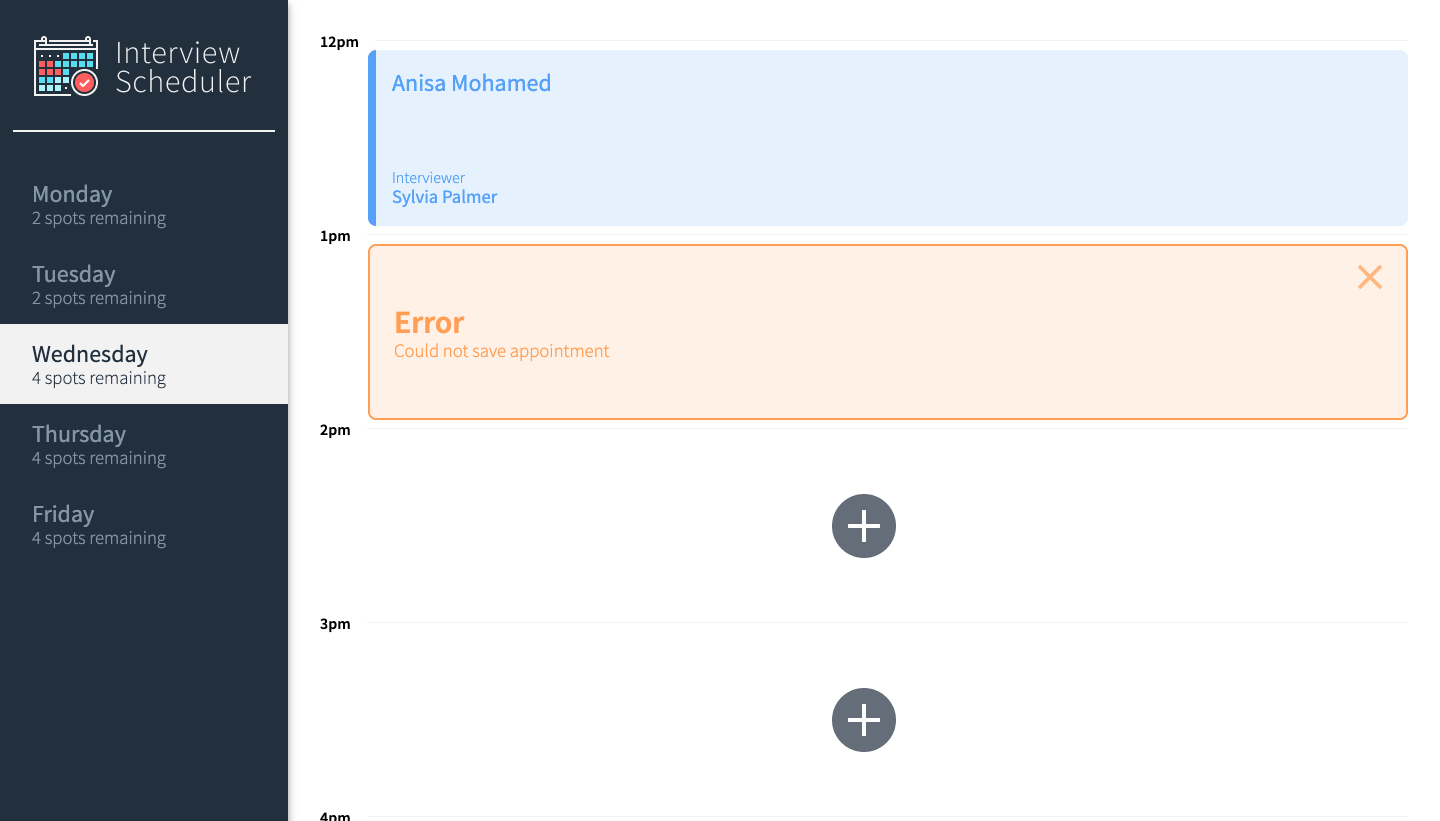 Interview
Scheduler
Monday
2 spots remaining
Tuesday
2 spots remaining
Wednesday
4 spots remaining
Thursday
4 spots remaining
Friday
4 spots remaining
12pm
Anisa Mohamed
Interviewer
Sylvia Palmer
1pm
Error
Could not save appointment
2pm
3pm
4pm